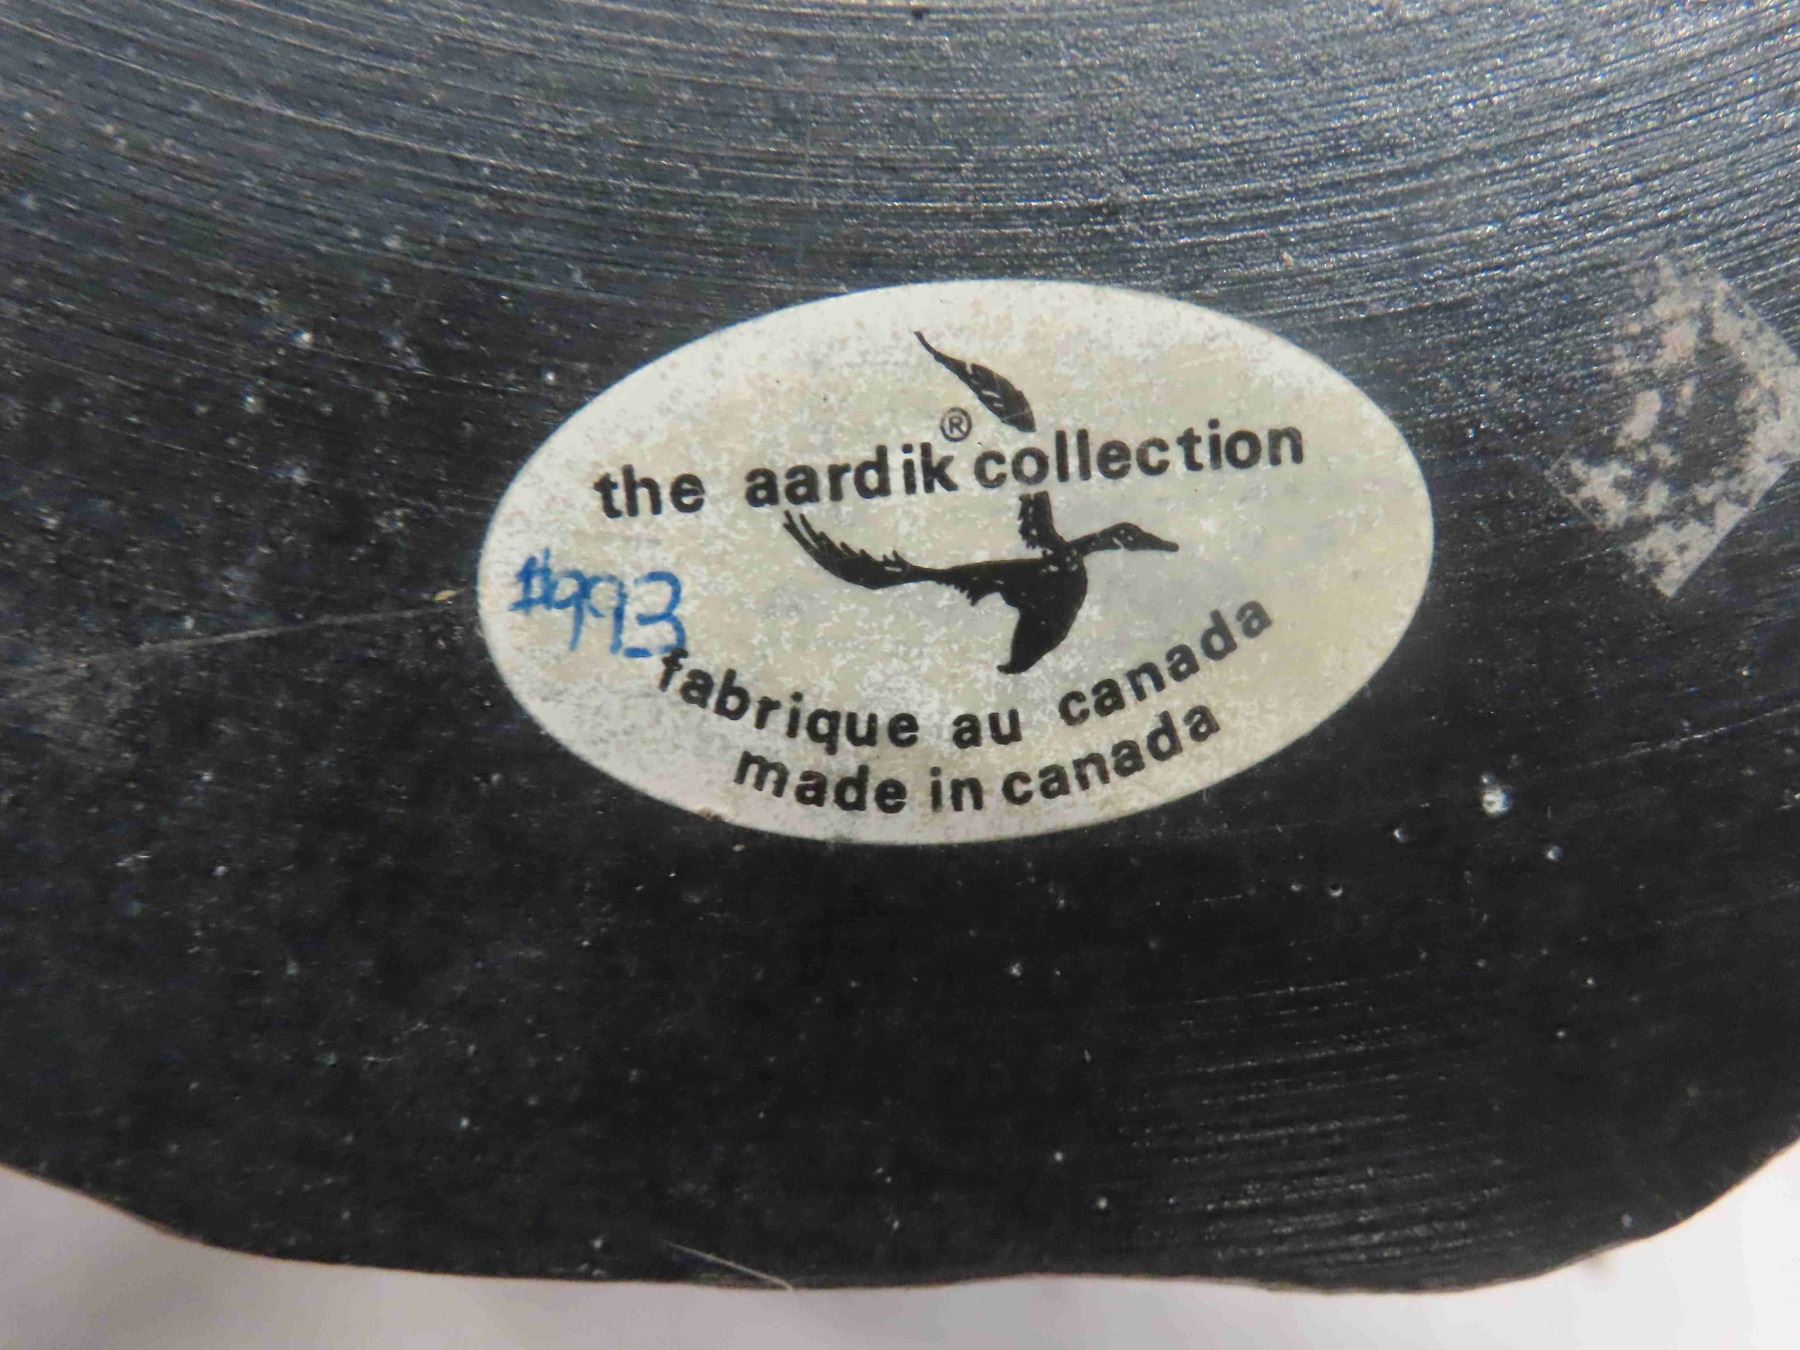 the aardik® collection
#993
fabrique au canada
made in canada